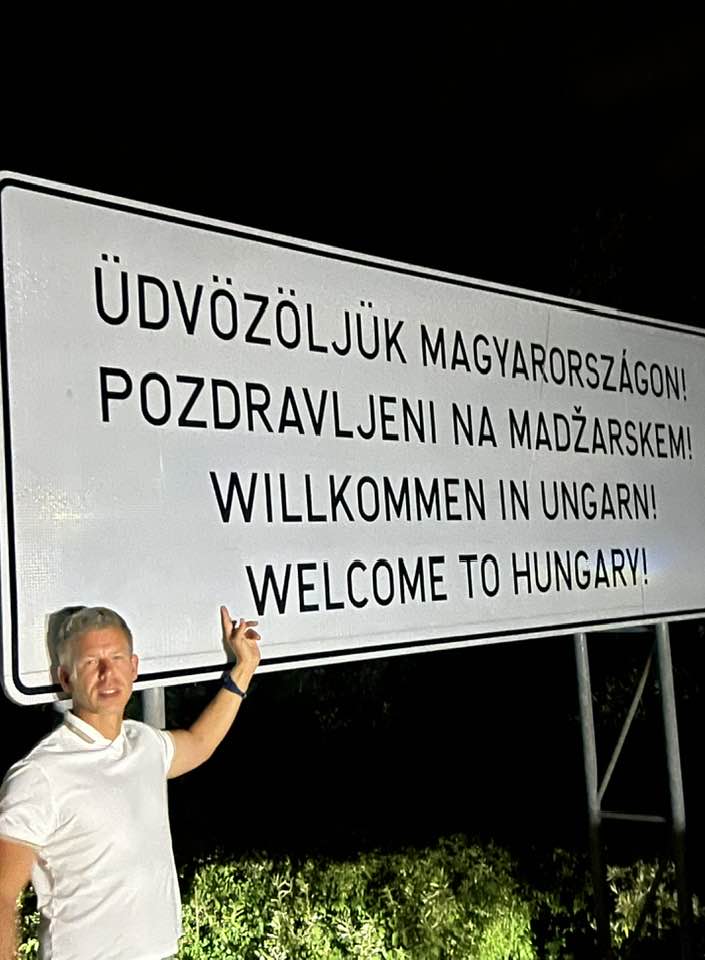 ÜDVÖZÖLJÜK MAGYARORSZÁGON!
POZDRAVLJENI NA MADŽARSKEM!
WILLKOMMEN IN UNGARN!
WELCOME TO HUNGARY!